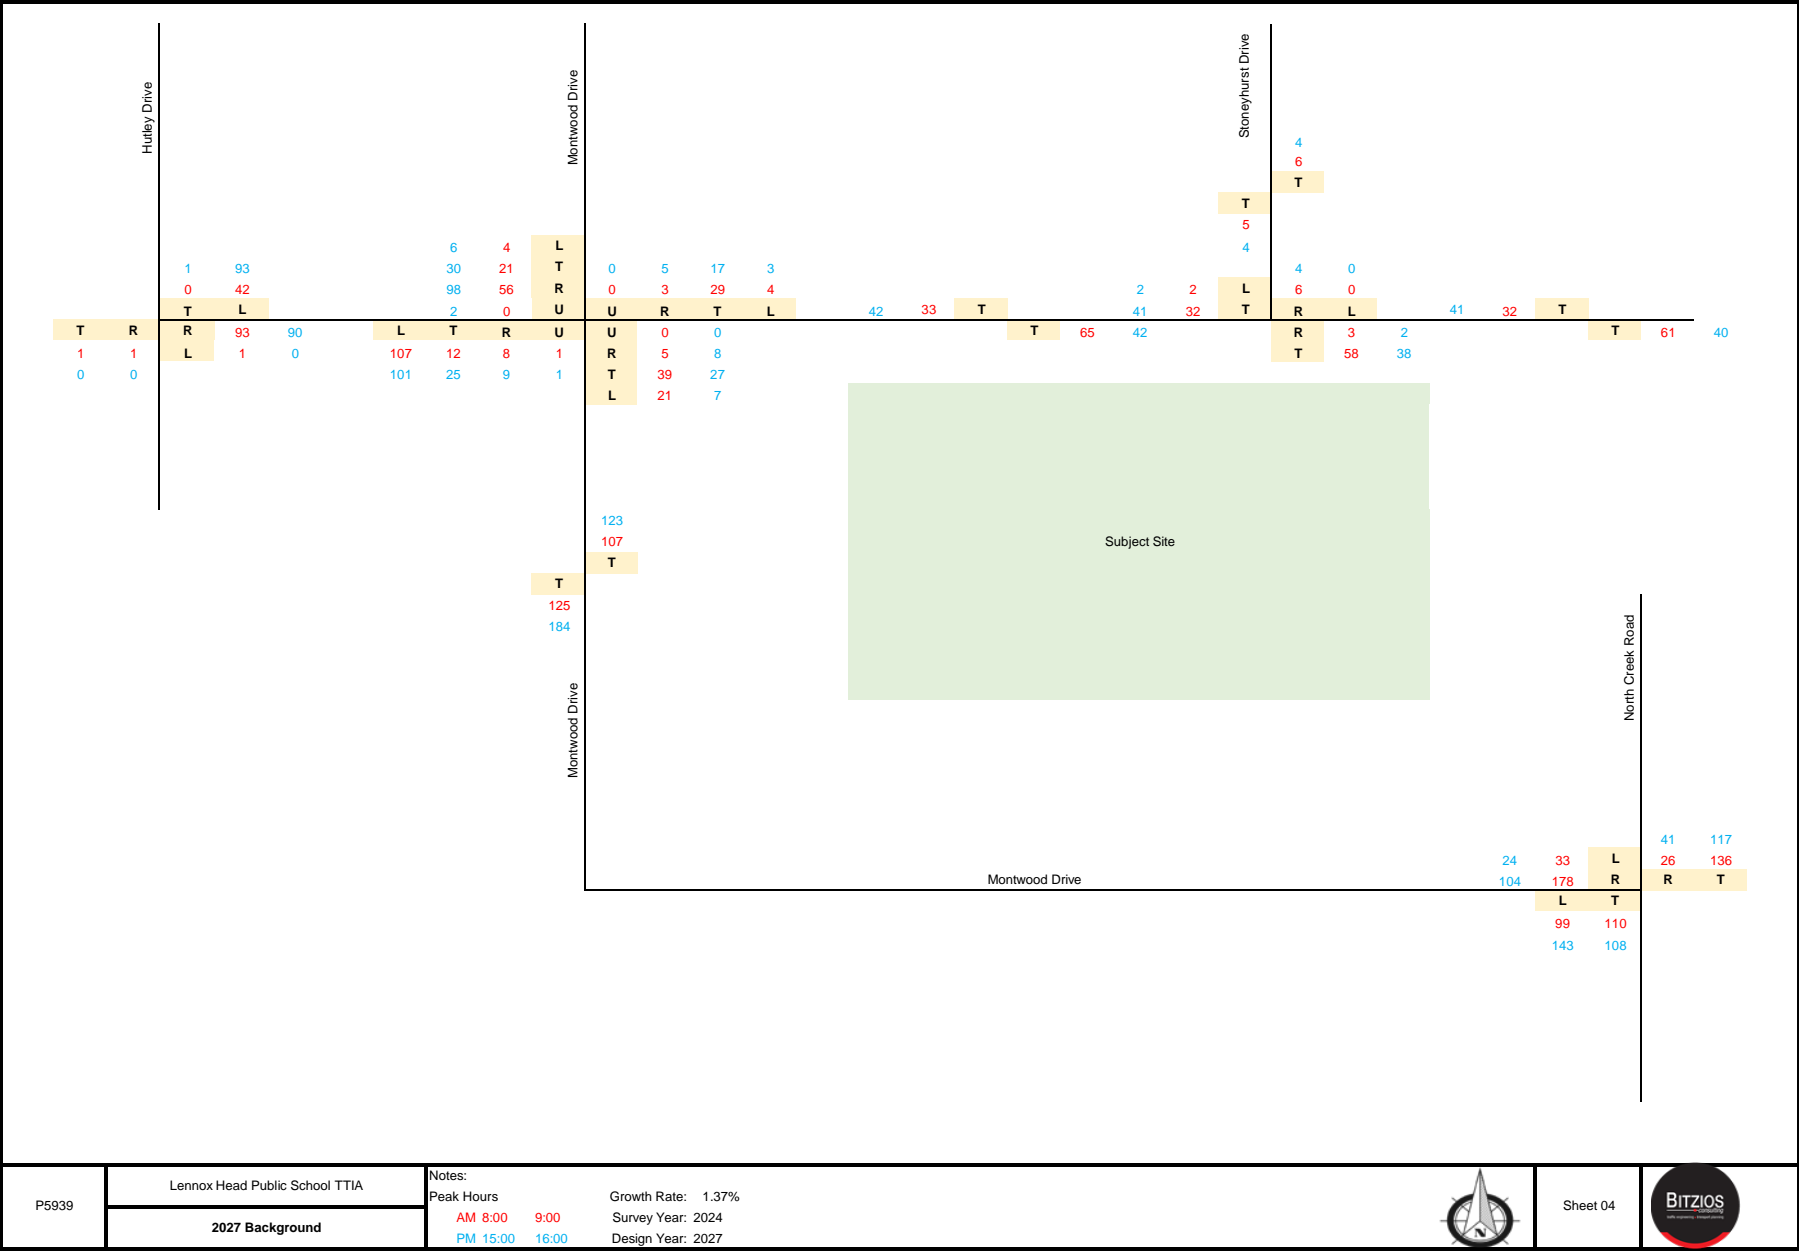 Hutley Drive
Montwood Drive
Stoneyhurst Drive
4
6
T
T
5
4
6 4 L
1 93 30 21 T 0 5 17 3 4 0
0 42 98 56 R 0 3 29 4 2 2 L 6 0
T L 2 0 U U R T L 42 33 T 41 32 T R L 41 32 T
T R R 93 90 L T R U U 0 0 T 65 42 R 3 2 T 61 40
1 1 L 1 0 107 12 8 1 R 5 8 T 58 38
0 0 101 25 9 1 T 39 27
L 21 7
123
107
T
T
125
184
Subject Site
Montwood Drive
North Creek Road
41 117
24 33 L 26 136
Montwood Drive
104 178 R R T
L T
99 110
143 108
P5939
Lennox Head Public School TTIA
2027 Background
Notes:
Peak Hours Growth Rate: 1.37%
AM 8:00 9:00 Survey Year: 2024
PM 15:00 16:00 Design Year: 2027
N
Sheet 04
BITZIOS
consulting